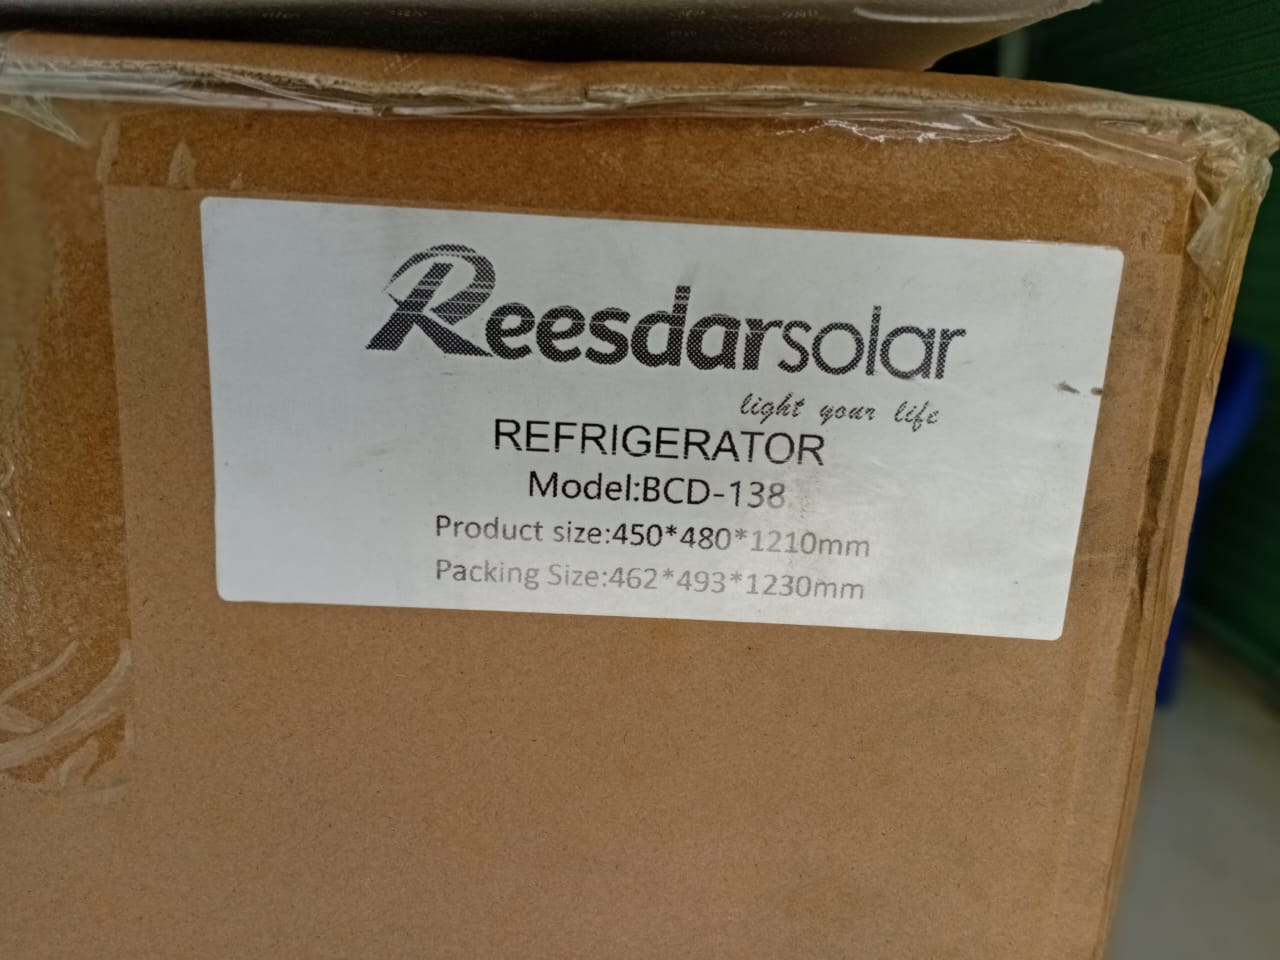 Reesdarsolar
light your life
REFRIGERATOR
Model:BCD-138
Product size:450*480*1210mm
Packing Size:462*493*1230mm